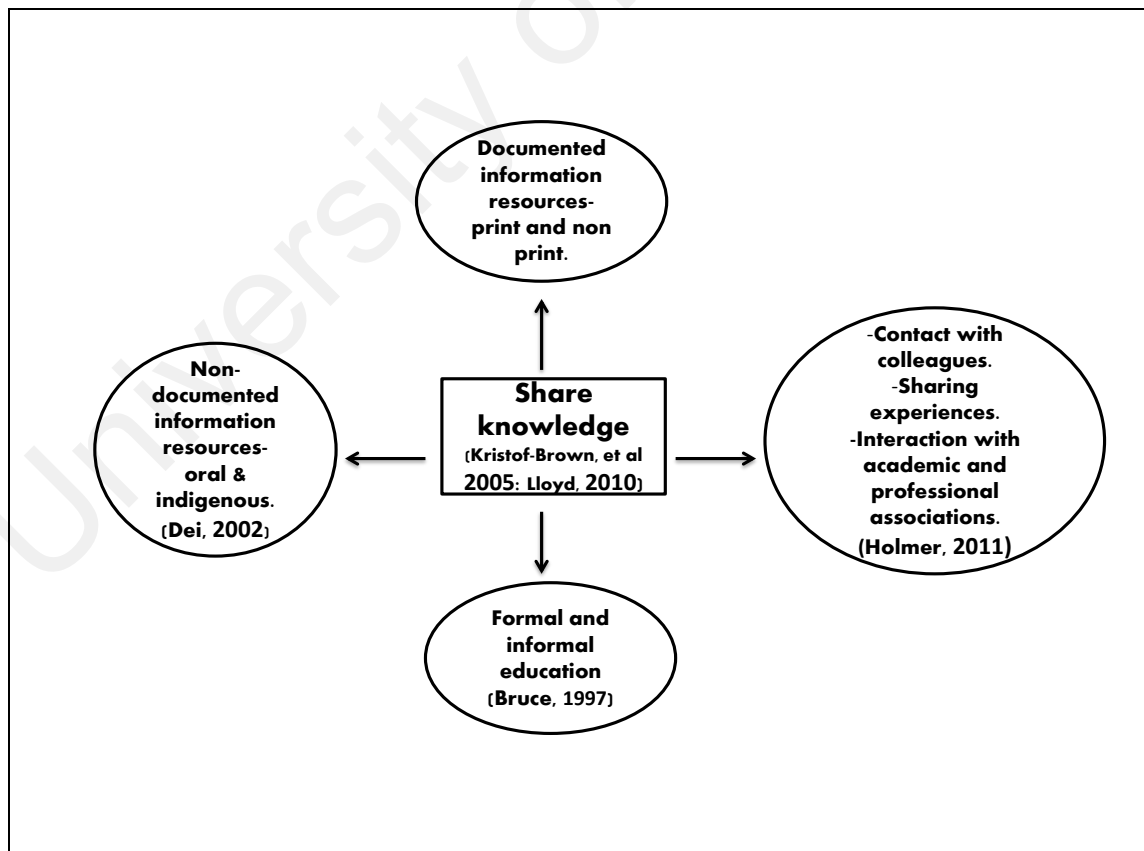 University of
Documented
information
resources-
print and non
print.
Non-
documented
information
resources-
oral &
indigenous.
(Dei, 2002)
Share
knowledge
(Kristof-Brown, et al
2005: Lloyd, 2010)
-Contact with
colleagues.
-Sharing
experiences.
-Interaction with
academic and
professional
associations.
(Holmer, 2011)
Formal and
informal
education
(Bruce, 1997)